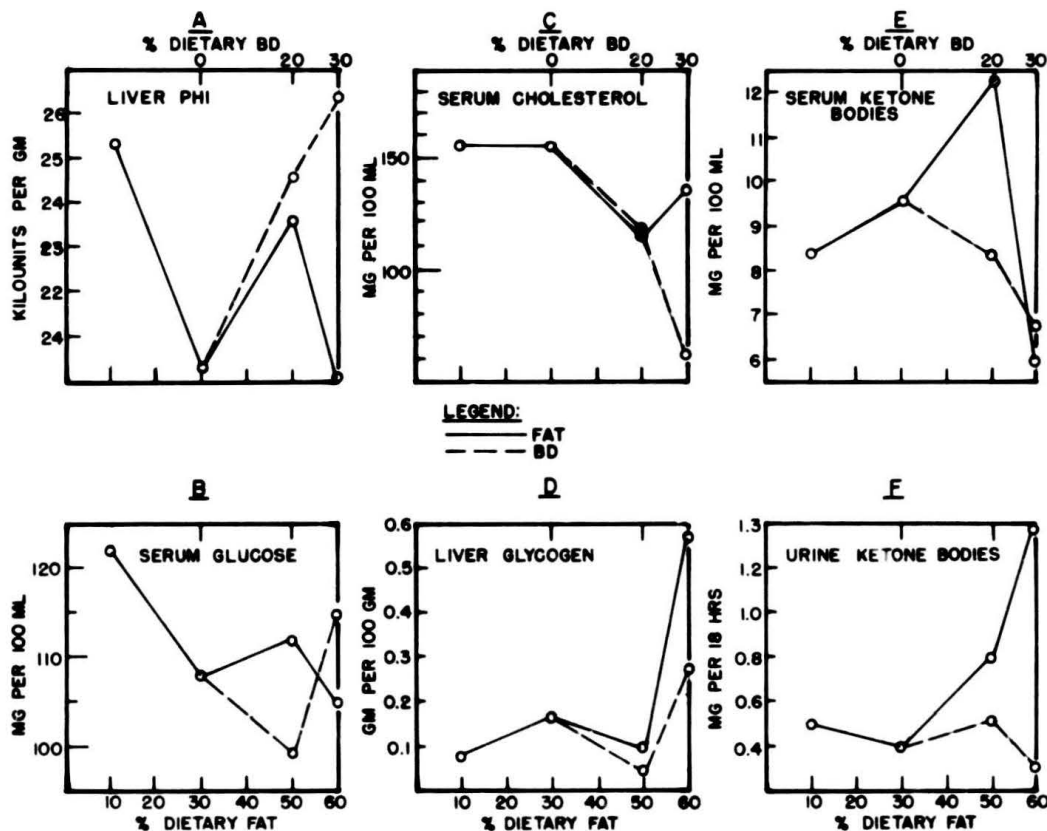 A
% DIETARY BD
0 20 30
LIVER PHI
KILOUNITS PER GM
26
25
24
23
22
24
C
% DIETARY BD
0 20 30
SERUM CHOLESTEROL
MG PER 100 ML
150
100
E
% DIETARY BD
0 20 30
SERUM KETONE
BODIES
MG PER 100 ML
12
11
10
9
8
7
6
LEGEND:
FAT
BD
B
SERUM GLUCOSE
MG PER 100 ML
120
110
100
10 20 30 40 50 60
% DIETARY FAT
D
LIVER GLYCOGEN
GM PER 100 GM
0.6
0.5
0.4
0.3
0.2
0.1
10 20 30 40 50 60
% DIETARY FAT
F
URINE KETONE BODIES
MG PER 18 HRS
1.3
1.2
0.8
0.4
10 20 30 40 50 60
% DIETARY FAT